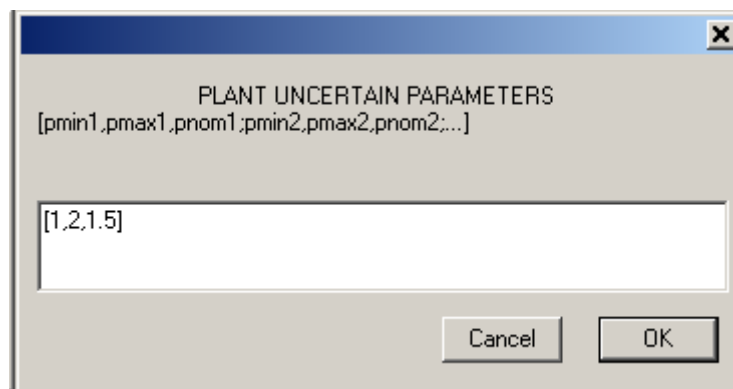 PLANT UNCERTAIN PARAMETERS
[pmin1,pmax1,pnom1;pmin2,pmax2,pnom2;...]
[1,2,1.5]
Cancel OK